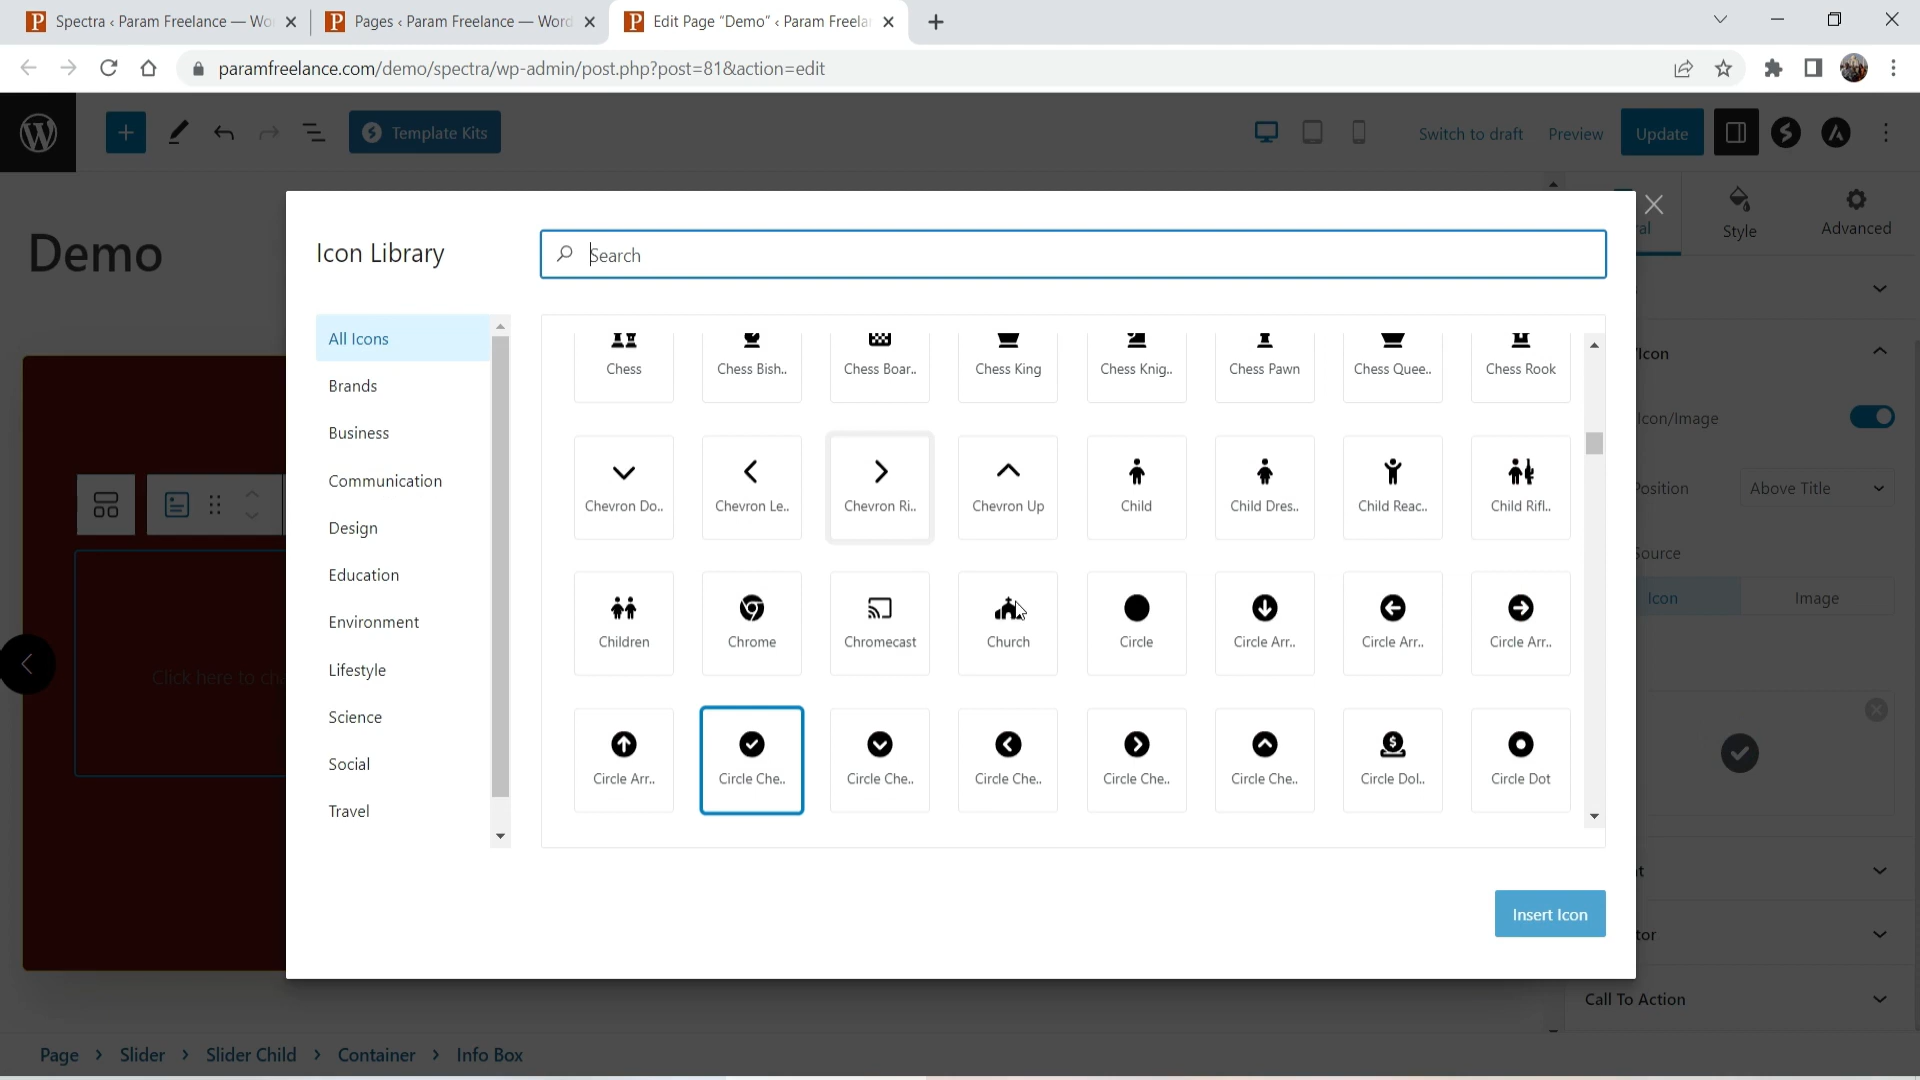 Spectra ‹ Param Freelance — Wo
Pages ‹ Param Freelance — Word
Edit Page “Demo” ‹ Param Freela
paramfreelance.com/demo/spectra/wp-admin/post.php?post=81&action=edit
Template Kits
Switch to draft
Preview
Update
Demo
Icon Library
Search
Style
Advanced
All Icons
Brands
Business
Communication
Design
Education
Environment
Lifestyle
Science
Social
Travel
Chess
Chess Bish..
Chess Boar..
Chess King
Chess Knig..
Chess Pawn
Chess Quee..
Chess Rook
Chevron Do..
Chevron Le..
Chevron Ri..
Chevron Up
Child
Child Dres..
Child Reac..
Child Rifl..
Children
Chrome
Chromecast
Church
Circle
Circle Arr..
Circle Arr..
Circle Arr..
Circle Arr..
Circle Che..
Circle Che..
Circle Che..
Circle Che..
Circle Che..
Circle Dol..
Circle Dot
Insert Icon
/Icon
Icon/Image
Position
Above Title
Source
Icon
Image
Click here to cha
Call To Action
Page
Slider
Slider Child
Container
Info Box